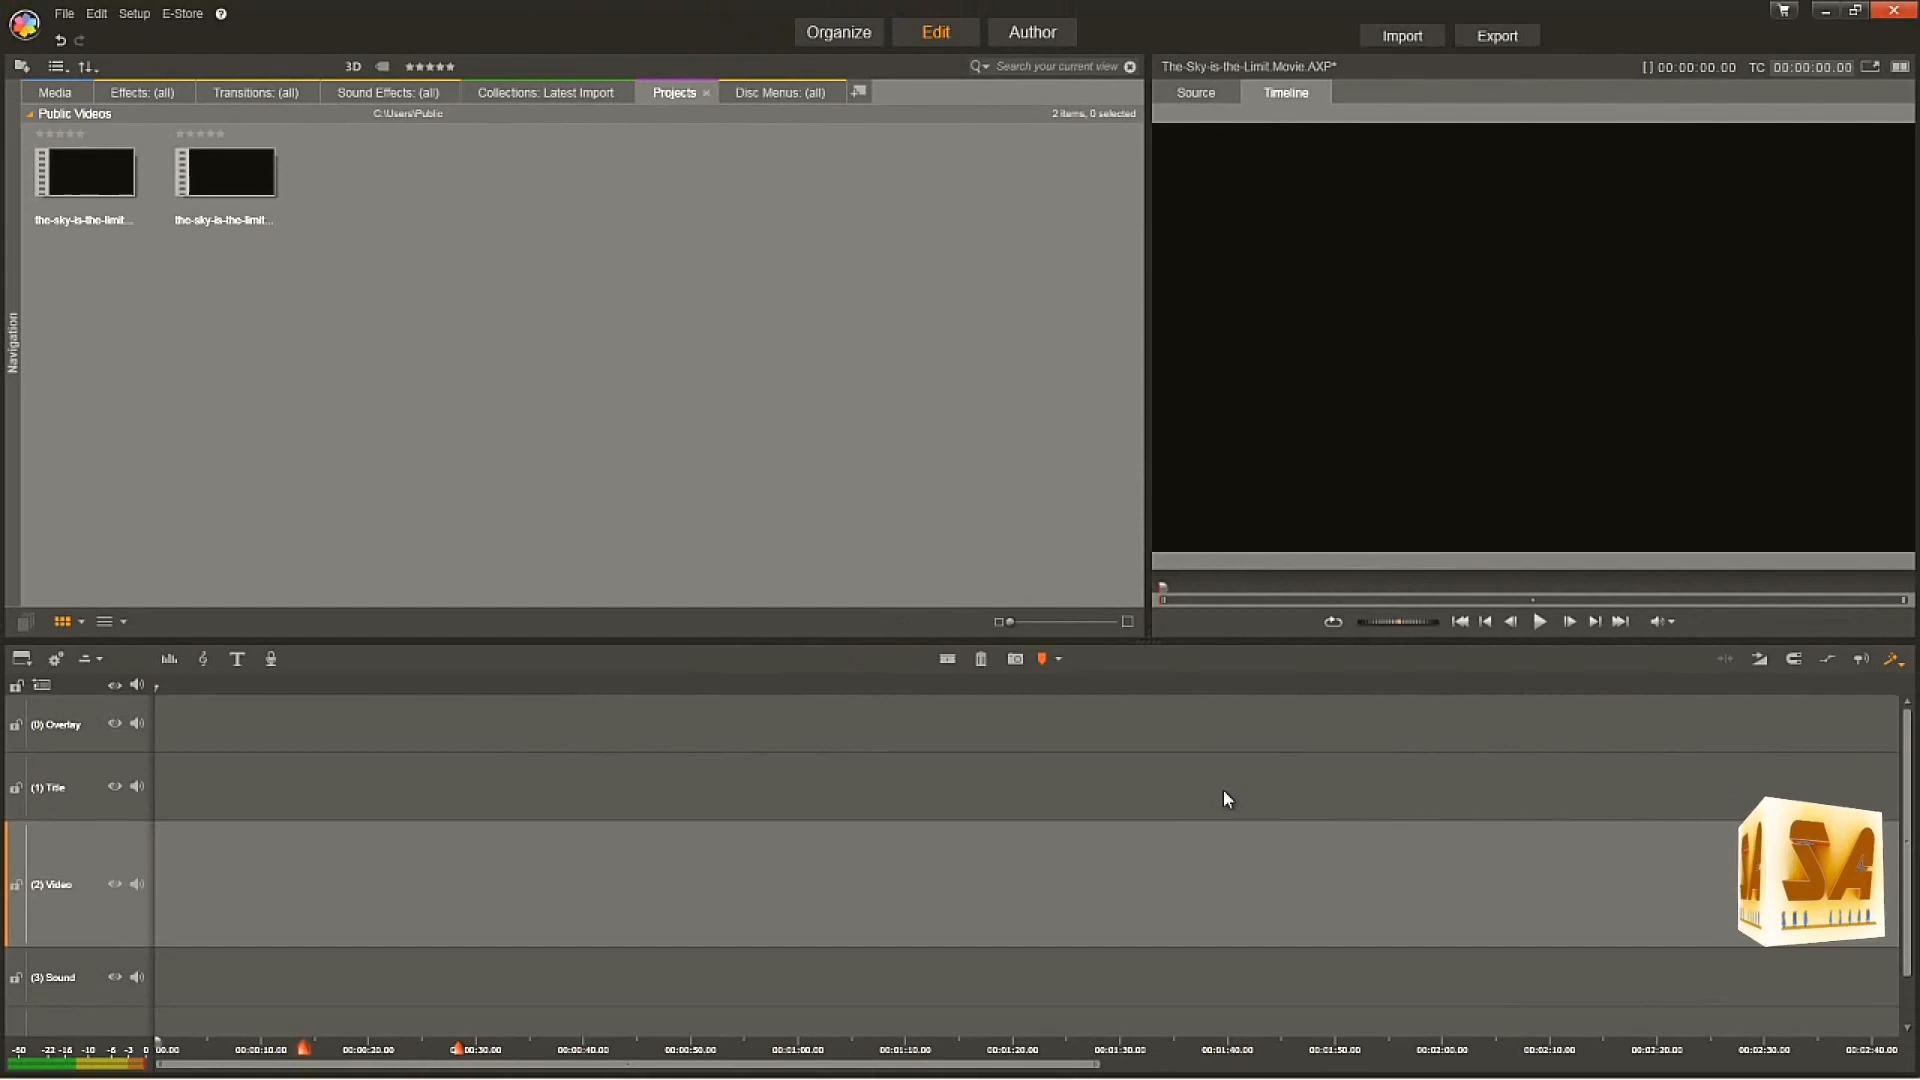 File Edit Setup E-Store
Organize Edit Author
Import Export
3D
Search your current view
The-Sky-is-the-Limit.Movie.AXP*
[ ] 00:00:00.00 TC 00:00:00.00
Media Effects: (all) Transitions: (all) Sound Effects: (all) Collections: Latest Import Projects Disc Menus: (all)
Source Timeline
Public Videos C:\Users\Public 2 items, 0 selected
the-sky-is-the-limit... the-sky-is-the-limit...
Navigation
(0) Overlay
(1) Title
(2) Video
SA
(3) Sound
-60 -22 -16 -10 -6 -3 0
00.00 00:00:10.00 00:00:20.00 00:00:30.00 00:00:40.00 00:00:50.00 00:01:00.00 00:01:10.00 00:01:20.00 00:01:30.00 00:01:40.00 00:01:50.00 00:02:00.00 00:02:10.00 00:02:20.00 00:02:30.00 00:02:40.00